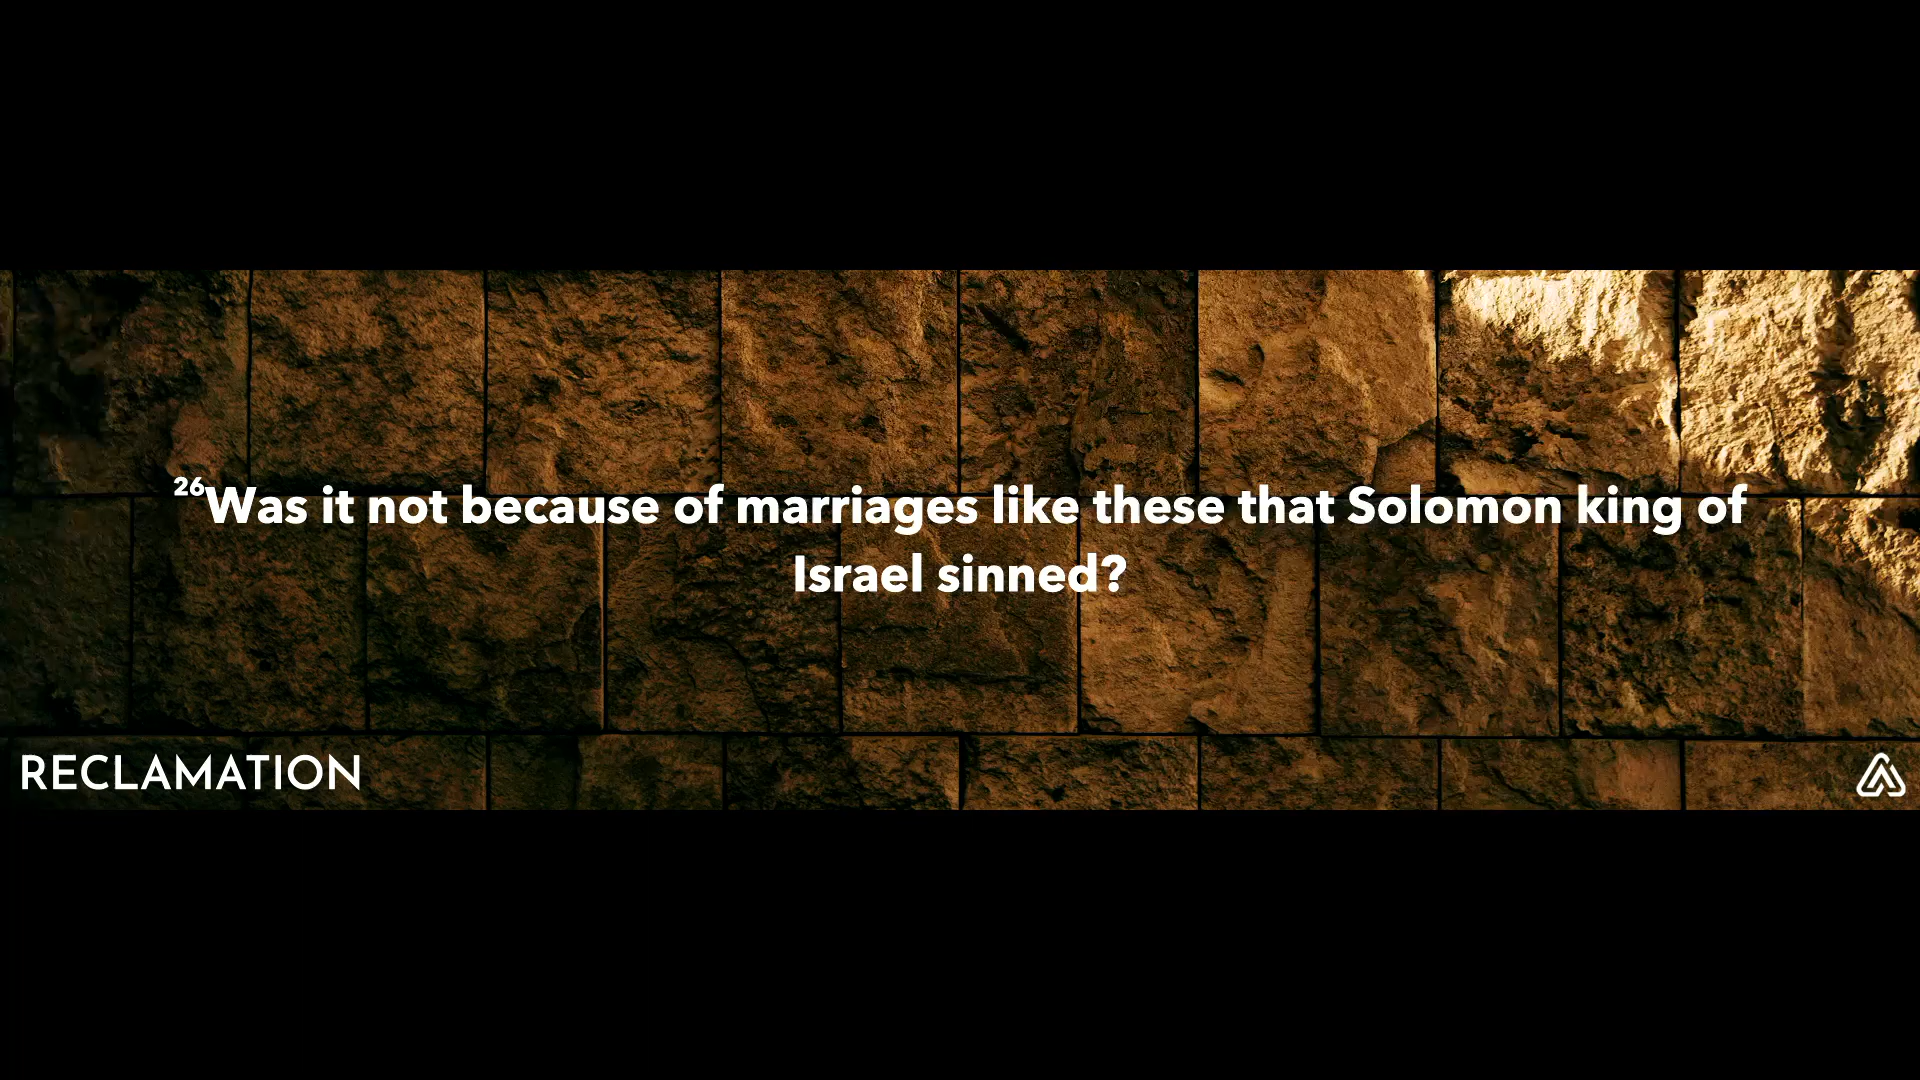 26Was it not because of marriages like these that Solomon king of
Israel sinned?
RECLAMATION